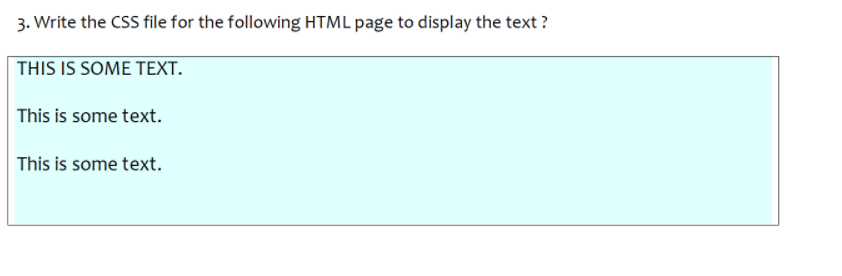 3. Write the CSS file for the following HTML page to display the text ?
THIS IS SOME TEXT.
This is some text.
This is some text.